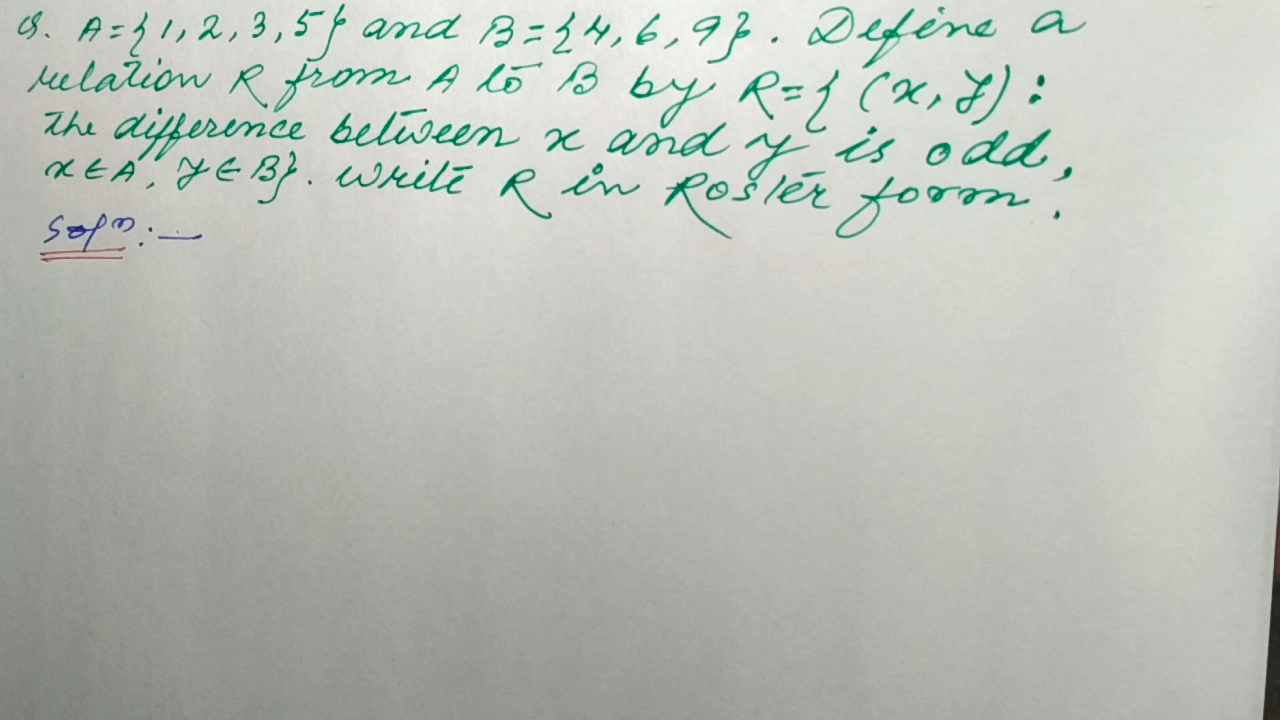 Q. A={1,2,3,5} and B={4,6,9}. Define a
relation R from A to B by R={(x,y):
The difference between x and y is odd,
x∈A, y∈B}. Write R in Roster form.
Solⁿ:—